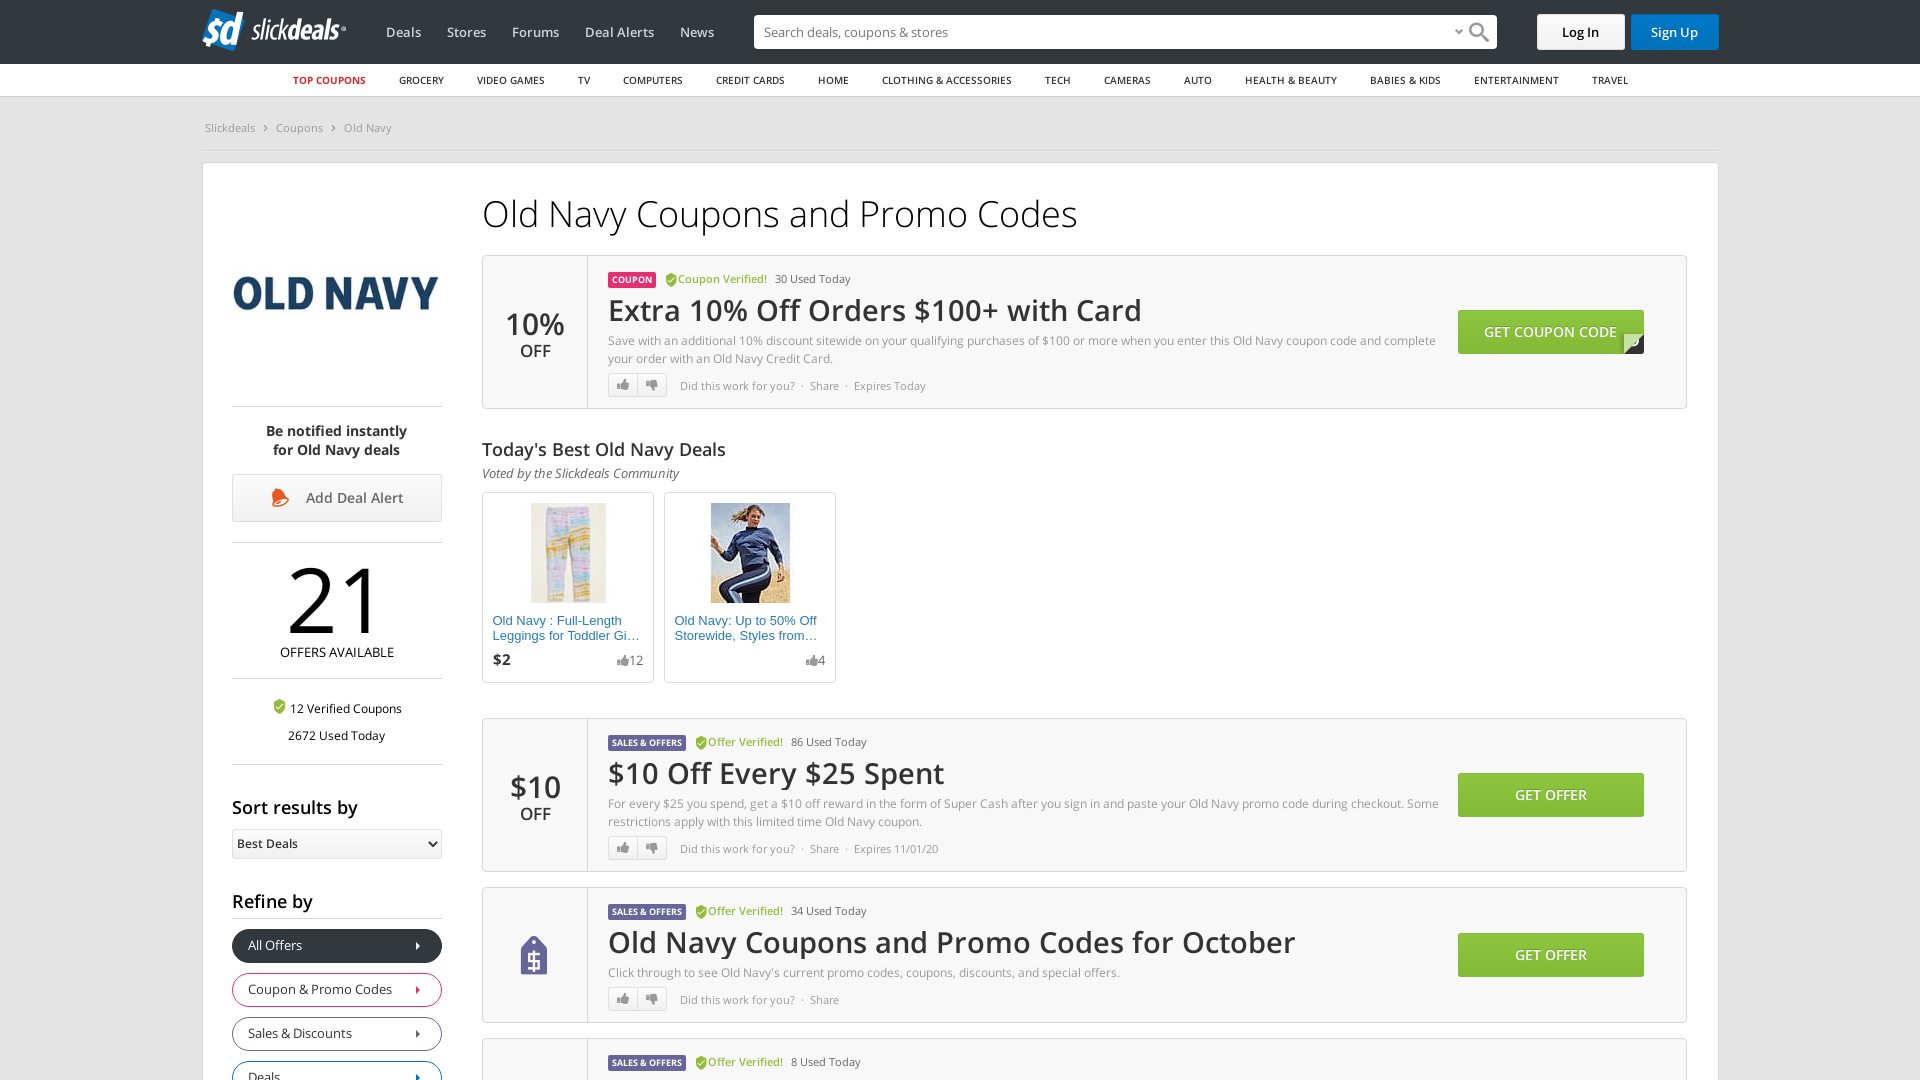 slickdeals
Deals
Stores
Forums
Deal Alerts
News
Search deals, coupons & stores
Log In
Sign Up
TOP COUPONS
GROCERY
VIDEO GAMES
TV
COMPUTERS
CREDIT CARDS
HOME
CLOTHING & ACCESSORIES
TECH
CAMERAS
AUTO
HEALTH & BEAUTY
BABIES & KIDS
ENTERTAINMENT
TRAVEL
Slickdeals › Coupons › Old Navy
OLD NAVY
Be notified instantly
for Old Navy deals
Add Deal Alert
21
OFFERS AVAILABLE
12 Verified Coupons
2672 Used Today
Sort results by
Best Deals
Refine by
All Offers
Coupon & Promo Codes
Sales & Discounts
Deals
Old Navy Coupons and Promo Codes
10%
OFF
COUPON Coupon Verified! 30 Used Today
Extra 10% Off Orders $100+ with Card
Save with an additional 10% discount sitewide on your qualifying purchases of $100 or more when you enter this Old Navy coupon code and complete
your order with an Old Navy Credit Card.
Did this work for you? · Share · Expires Today
GET COUPON CODE
Today's Best Old Navy Deals
Voted by the Slickdeals Community
Old Navy : Full-Length
Leggings for Toddler Gi…
$2
12
Old Navy: Up to 50% Off
Storewide, Styles from…
4
$10
OFF
SALES & OFFERS Offer Verified! 86 Used Today
$10 Off Every $25 Spent
For every $25 you spend, get a $10 off reward in the form of Super Cash after you sign in and paste your Old Navy promo code during checkout. Some
restrictions apply with this limited time Old Navy coupon.
Did this work for you? · Share · Expires 11/01/20
GET OFFER
SALES & OFFERS Offer Verified! 34 Used Today
Old Navy Coupons and Promo Codes for October
Click through to see Old Navy's current promo codes, coupons, discounts, and special offers.
Did this work for you? · Share
GET OFFER
SALES & OFFERS Offer Verified! 8 Used Today